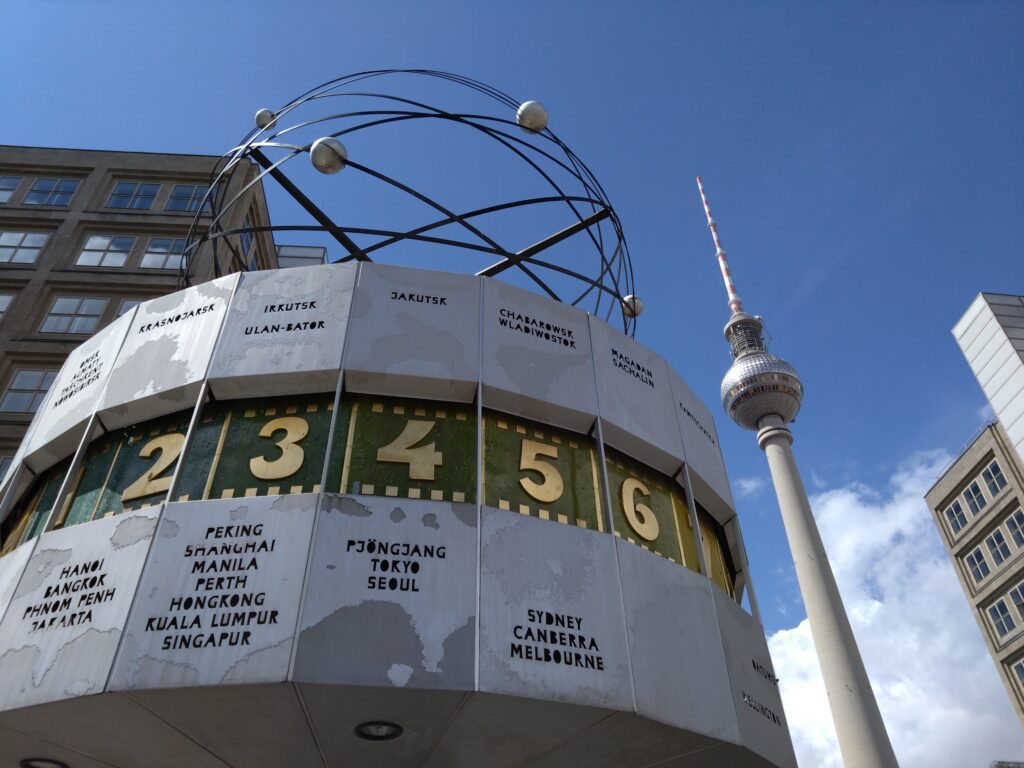 KRASNOJARSK
IRKUTSK
ULAN-BATOR
JAKUTSK
CHABAROWSK
WLADIWOSTOK
MAGADAN
SACHALIN
2
3
4
5
6
HANOI
BANGKOK
PHNOM PENH
JAKARTA
PEKING
SHANGHAI
MANILA
PERTH
HONGKONG
KUALA LUMPUR
SINGAPUR
PJÖNGJANG
TOKYO
SEOUL
SYDNEY
CANBERRA
MELBOURNE
WELLINGTON